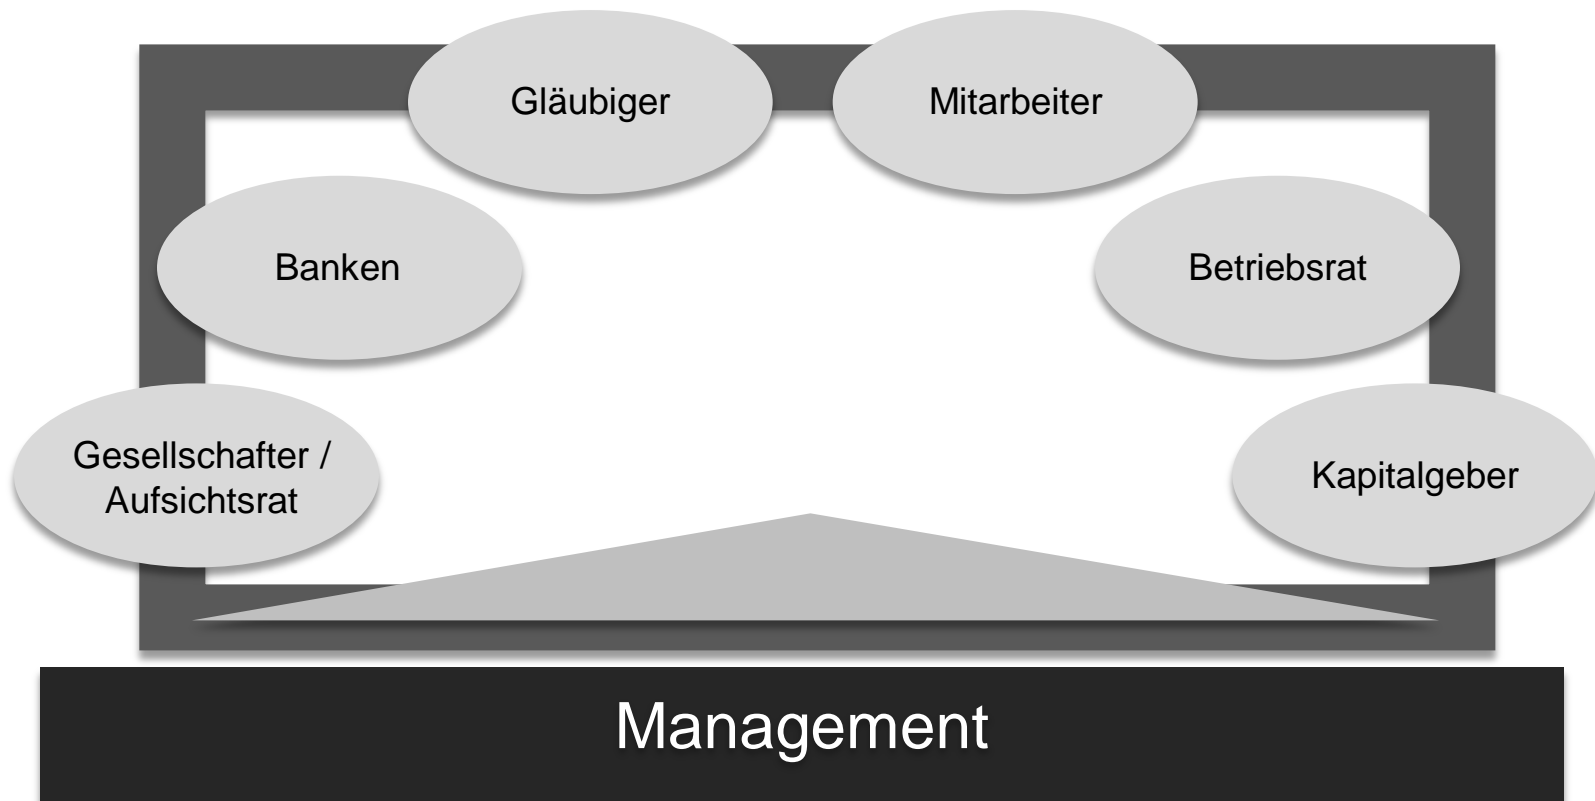 Gläubiger
Mitarbeiter
Banken
Betriebsrat
Gesellschafter /
Aufsichtsrat
Kapitalgeber
Management